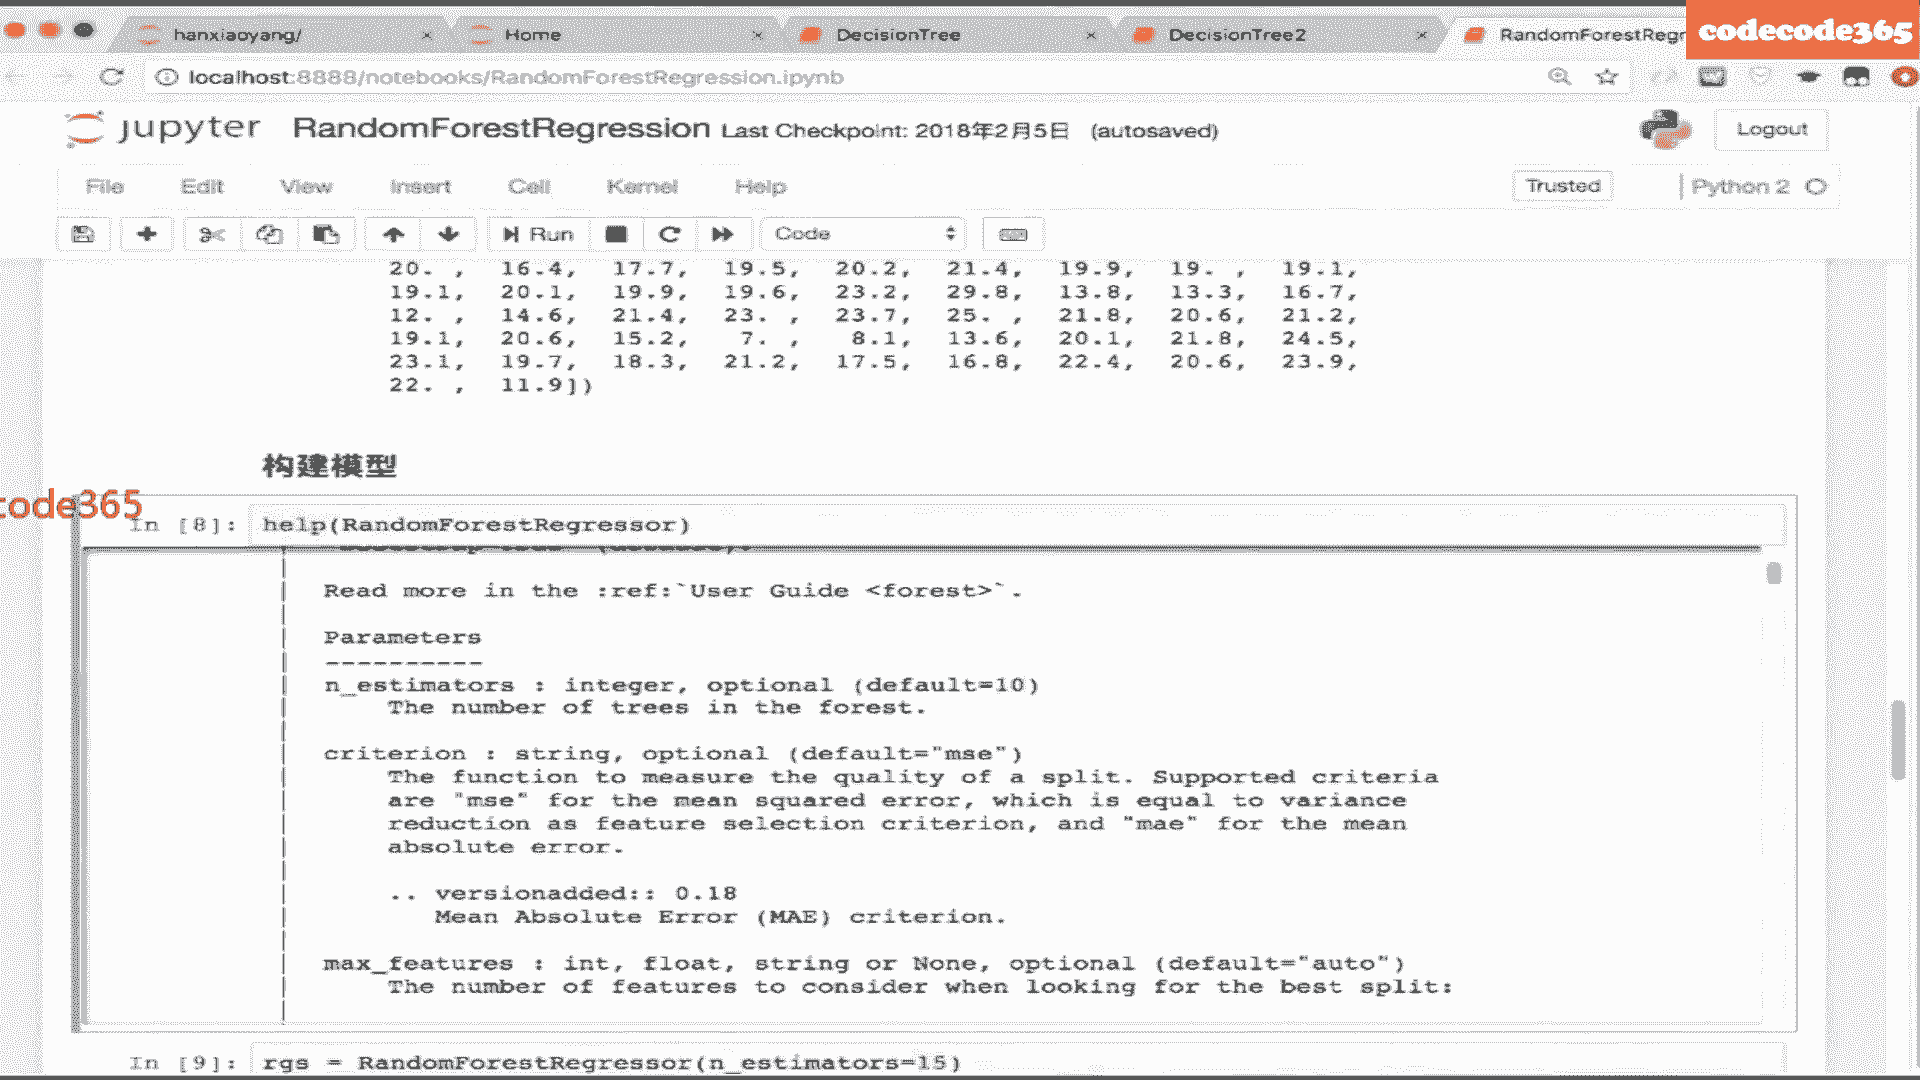 hanxiaoyang/
Home
DecisionTree
DecisionTree2
RandomForestRegr
codecode365
localhost:8888/notebooks/RandomForestRegression.ipynb
jupyter RandomForestRegression Last Checkpoint: 2018年2月5日 (autosaved)
Logout
File Edit View Insert Cell Kernel Help
Trusted
Python 2
Run
Code
20. , 16.4, 17.7, 19.5, 20.2, 21.4, 19.9, 19. , 19.1,
19.1, 20.1, 19.9, 19.6, 23.2, 29.8, 13.8, 13.3, 16.7,
12. , 14.6, 21.4, 23. , 23.7, 25. , 21.8, 20.6, 21.2,
19.1, 20.6, 15.2, 7. , 8.1, 13.6, 20.1, 21.8, 24.5,
23.1, 19.7, 18.3, 21.2, 17.5, 16.8, 22.4, 20.6, 23.9,
22. , 11.9])
构建模型
code365
In [8]: help(RandomForestRegressor)
Read more in the :ref:`User Guide <forest>`.
Parameters
----------
n_estimators : integer, optional (default=10)
The number of trees in the forest.
criterion : string, optional (default="mse")
The function to measure the quality of a split. Supported criteria
are "mse" for the mean squared error, which is equal to variance
reduction as feature selection criterion, and "mae" for the mean
absolute error.
.. versionadded:: 0.18
Mean Absolute Error (MAE) criterion.
max_features : int, float, string or None, optional (default="auto")
The number of features to consider when looking for the best split:
In [9]: rgs = RandomForestRegressor(n_estimators=15)